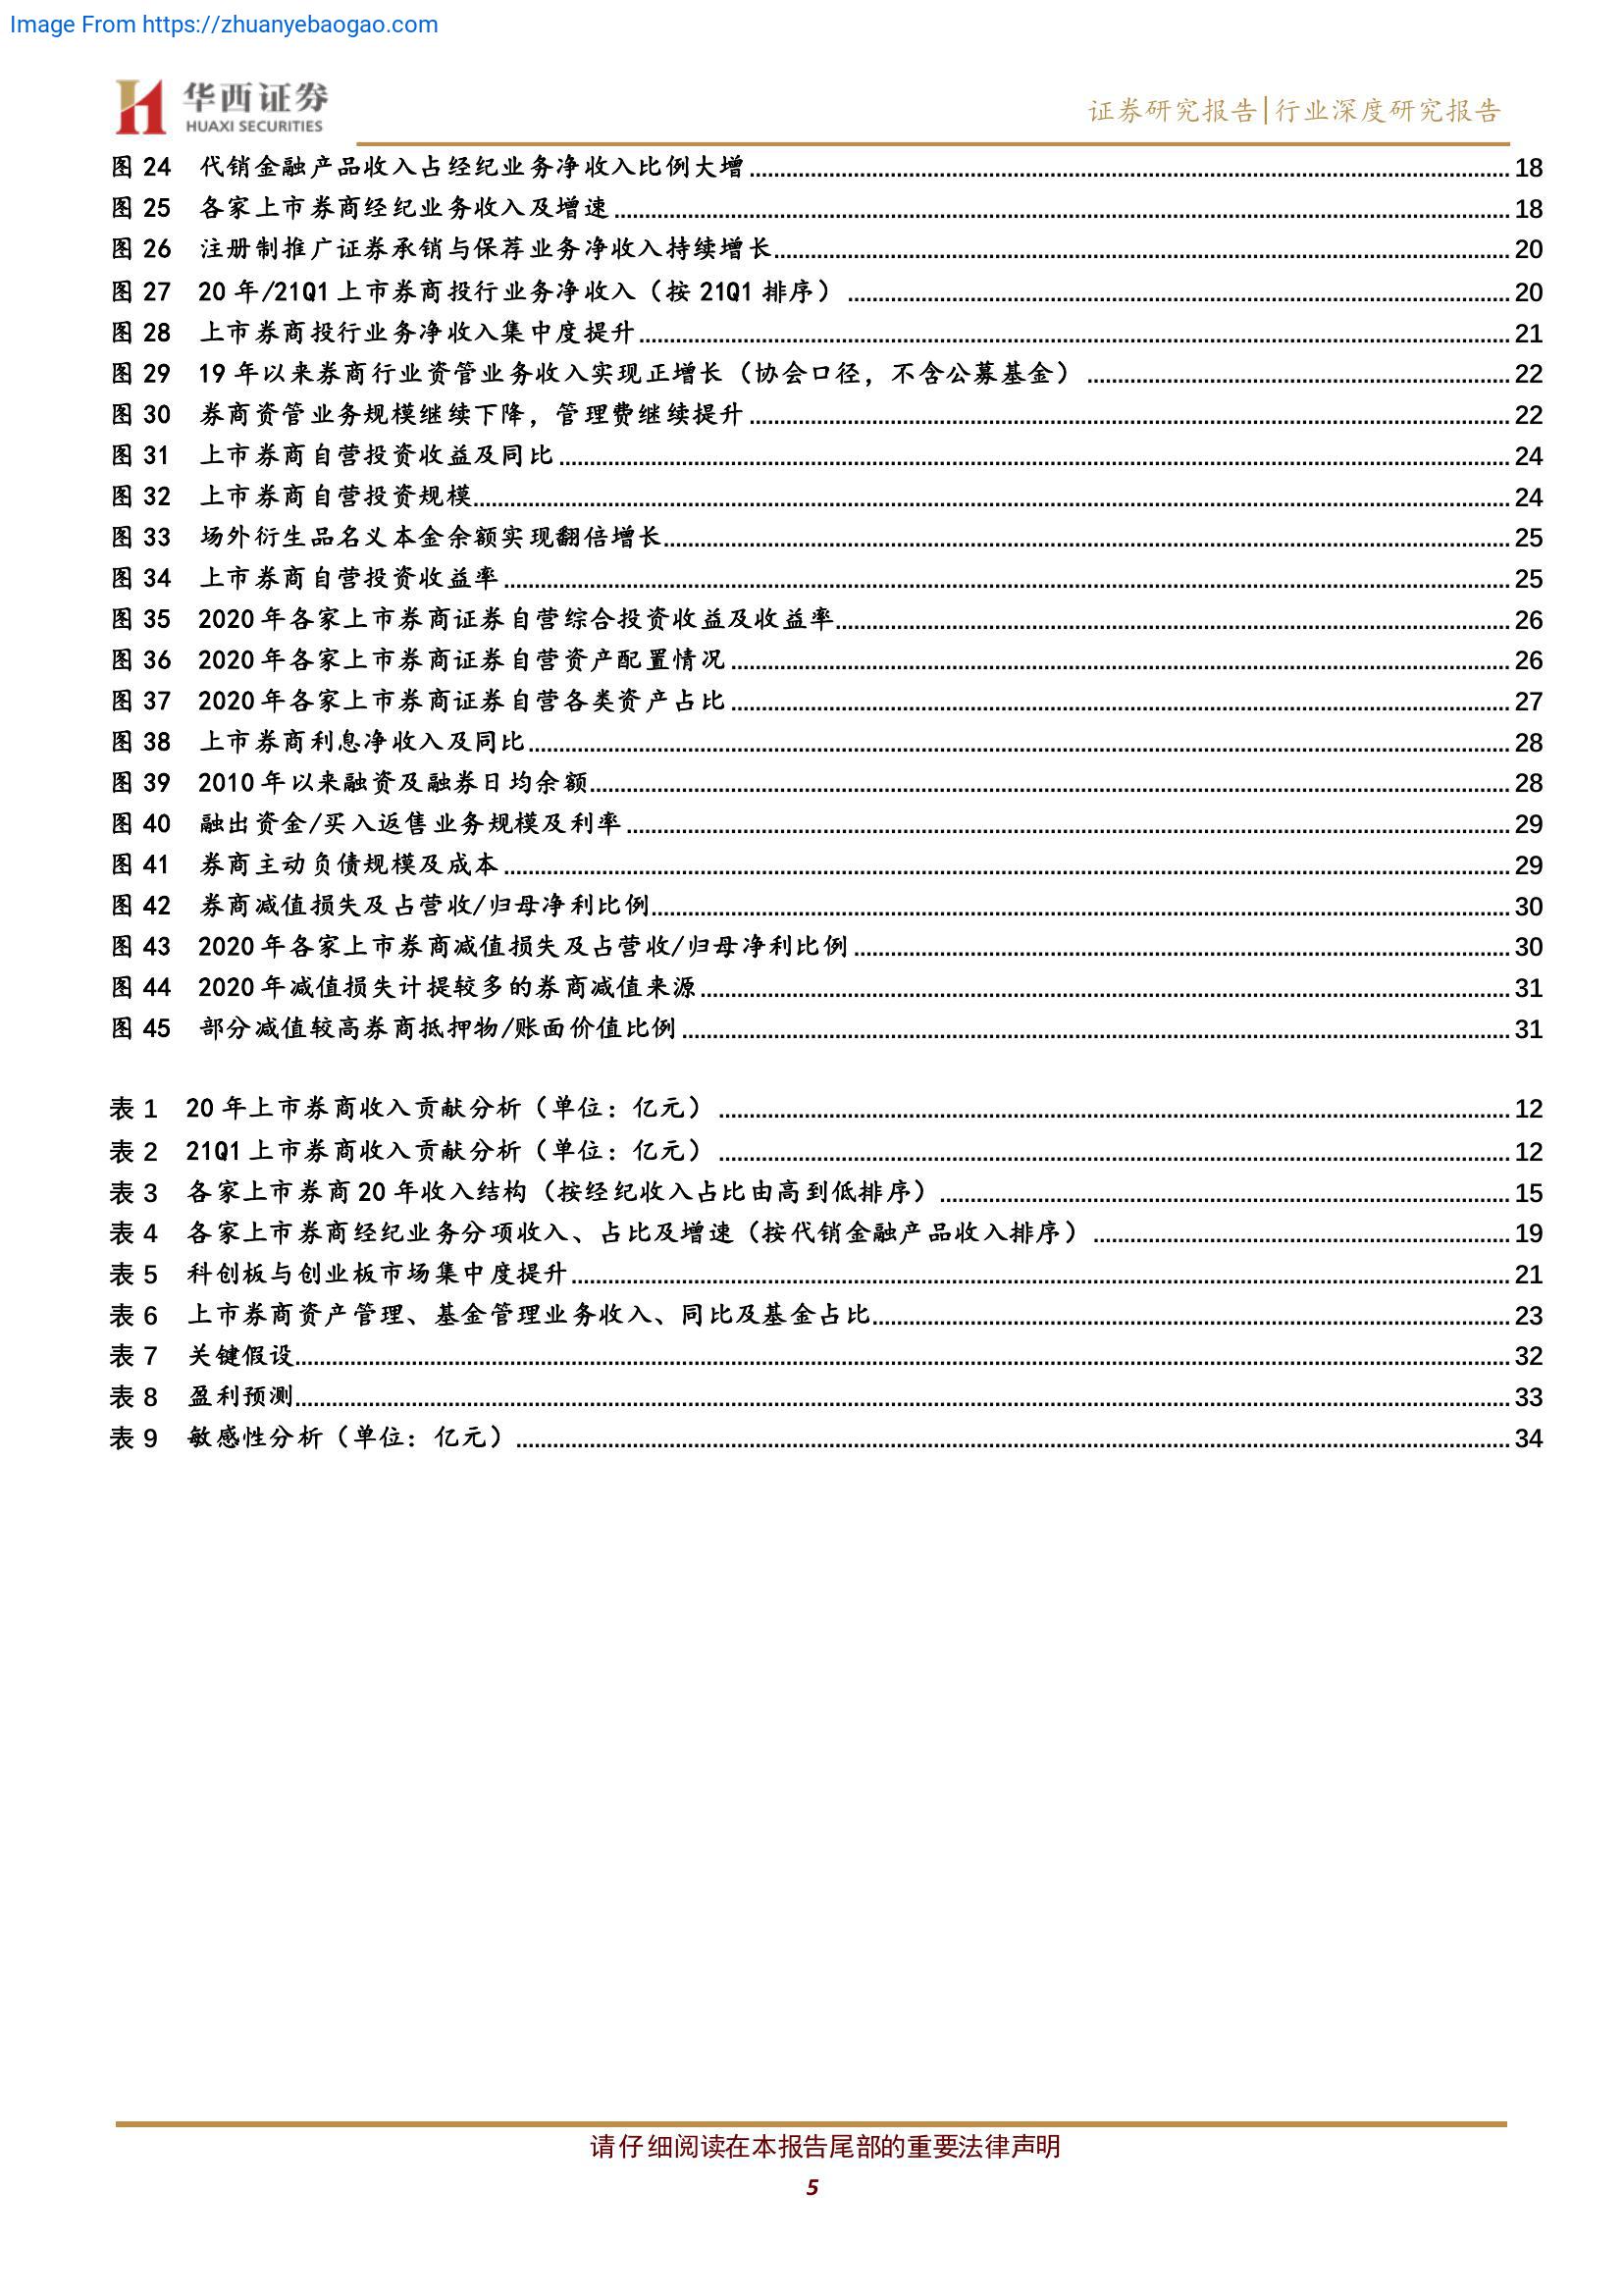 Image From https://zhuanyebaogao.com
华西证券
HUAXI SECURITIES
证券研究报告|行业深度研究报告
图 24 代销金融产品收入占经纪业务净收入比例大增 18
图 25 各家上市券商经纪业务收入及增速 18
图 26 注册制推广证券承销与保荐业务净收入持续增长 20
图 27 20 年/21Q1 上市券商投行业务净收入（按 21Q1 排序） 20
图 28 上市券商投行业务净收入集中度提升 21
图 29 19 年以来券商行业资管业务收入实现正增长（协会口径，不含公募基金） 22
图 30 券商资管业务规模继续下降，管理费继续提升 22
图 31 上市券商自营投资收益及同比 24
图 32 上市券商自营投资规模 24
图 33 场外衍生品名义本金余额实现翻倍增长 25
图 34 上市券商自营投资收益率 25
图 35 2020 年各家上市券商证券自营综合投资收益及收益率 26
图 36 2020 年各家上市券商证券自营资产配置情况 26
图 37 2020 年各家上市券商证券自营各类资产占比 27
图 38 上市券商利息净收入及同比 28
图 39 2010 年以来融资及融券日均余额 28
图 40 融出资金/买入返售业务规模及利率 29
图 41 券商主动负债规模及成本 29
图 42 券商减值损失及占营收/归母净利比例 30
图 43 2020 年各家上市券商减值损失及占营收/归母净利比例 30
图 44 2020 年减值损失计提较多的券商减值来源 31
图 45 部分减值较高券商抵押物/账面价值比例 31
表 1 20 年上市券商收入贡献分析（单位：亿元） 12
表 2 21Q1 上市券商收入贡献分析（单位：亿元） 12
表 3 各家上市券商 20 年收入结构（按经纪收入占比由高到低排序） 15
表 4 各家上市券商经纪业务分项收入、占比及增速（按代销金融产品收入排序） 19
表 5 科创板与创业板市场集中度提升 21
表 6 上市券商资产管理、基金管理业务收入、同比及基金占比 23
表 7 关键假设 32
表 8 盈利预测 33
表 9 敏感性分析（单位：亿元） 34
请仔细阅读在本报告尾部的重要法律声明
5